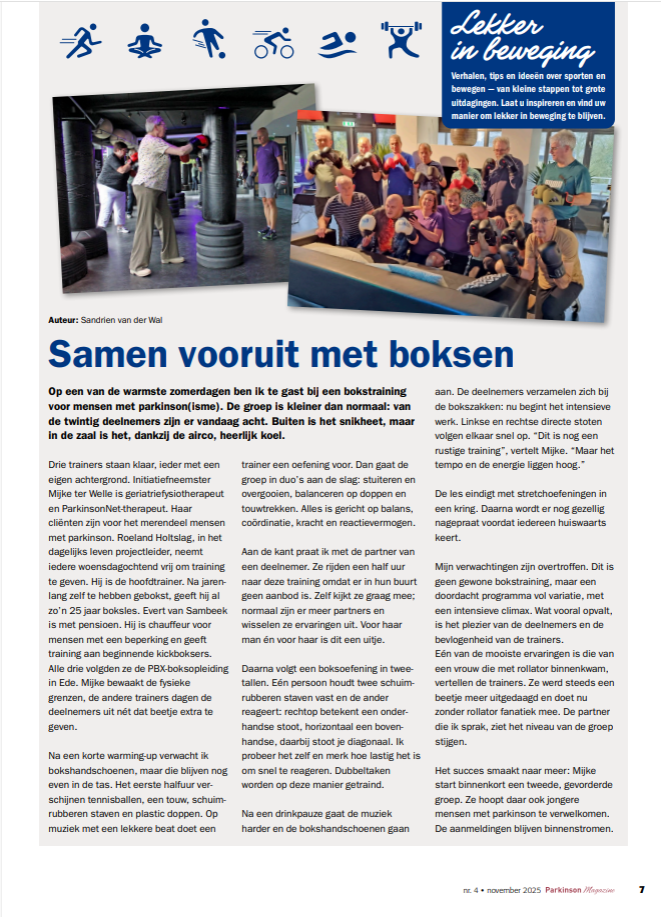 Lekker
in beweging
Verhalen, tips en ideeën over sporten en
bewegen — van kleine stappen tot grote
uitdagingen. Laat u inspireren en vind uw
manier om lekker in beweging te blijven.
Auteur: Sandrien van der Wal
Samen vooruit met boksen
Op een van de warmste zomerdagen ben ik te gast bij een bokstraining
voor mensen met parkinson(isme). De groep is kleiner dan normaal: van
de twintig deelnemers zijn er vandaag acht. Buiten is het snikheet, maar
in de zaal is het, dankzij de airco, heerlijk koel.
Drie trainers staan klaar, ieder met een
eigen achtergrond. Initiatiefneemster
Mijke ter Welle is geriatriefysiotherapeut
en ParkinsonNet-therapeut. Haar
cliënten zijn voor het merendeel mensen
met parkinson. Roeland Holtslag, in het
dagelijks leven projectleider, neemt
iedere woensdagochtend vrij om training
te geven. Hij is de hoofdtrainer. Na jaren-
lang zelf te hebben gebokst, geeft hij al
zo'n 25 jaar boksles. Evert van Sambeek
is met pensioen. Hij is chauffeur voor
mensen met een beperking en geeft
training aan beginnende kickboksers.
Alle drie volgden ze de PBX-boksopleiding
in Ede. Mijke bewaakt de fysieke
grenzen, de andere trainers dagen de
deelnemers uit nét dat beetje extra te
geven.
Na een korte warming-up verwacht ik
bokshandschoenen, maar die blijven nog
even in de tas. Het eerste halfuur ver-
schijnen tennisballen, een touw, schuim-
rubberen staven en plastic doppen. Op
muziek met een lekkere beat doet een
trainer een oefening voor. Dan gaat de
groep in duo's aan de slag: stuiteren en
overgooien, balanceren op doppen en
touwtrekken. Alles is gericht op balans,
coördinatie, kracht en reactievermogen.
Aan de kant praat ik met de partner van
een deelnemer. Ze rijden een half uur
naar deze training omdat er in hun buurt
geen aanbod is. Zelf kijkt ze graag mee;
normaal zijn er meer partners en
wisselen ze ervaringen uit. Voor haar
man én voor haar is dit een uitje.
Daarna volgt een boksoefening in twee-
tallen. Eén persoon houdt twee schuim-
rubberen staven vast en de ander
reageert: rechtop betekent een onder-
handse stoot, horizontaal een boven-
handse, daarbij stoot je diagonaal. Ik
probeer het zelf en merk hoe lastig het is
om snel te reageren. Dubbeltaken
worden op deze manier getraind.
Na een drinkpauze gaat de muziek
harder en de bokshandschoenen gaan
aan. De deelnemers verzamelen zich bij
de bokszakken: nu begint het intensieve
werk. Linkse en rechtse directe stoten
volgen elkaar snel op. "Dit is nog een
rustige training", vertelt Mijke. "Maar het
tempo en de energie liggen hoog."
De les eindigt met stretchoefeningen in
een kring. Daarna wordt er nog gezellig
nagepraat voordat iedereen huiswaarts
keert.
Mijn verwachtingen zijn overtroffen. Dit is
geen gewone bokstraining, maar een
doordacht programma vol variatie, met
een intensieve climax. Wat vooral opvalt,
is het plezier van de deelnemers en de
bevlogenheid van de trainers.
Eén van de mooiste ervaringen is die van
een vrouw die met rollator binnenkwam,
vertellen de trainers. Ze werd steeds een
beetje meer uitgedaagd en doet nu
zonder rollator fanatiek mee. De partner
die ik sprak, ziet het niveau van de groep
stijgen.
Het succes smaakt naar meer: Mijke
start binnenkort een tweede, gevorderde
groep. Ze hoopt daar ook jongere
mensen met parkinson te verwelkomen.
De aanmeldingen blijven binnenstromen.
nr. 4 • november 2025 Parkinson Magazine 7